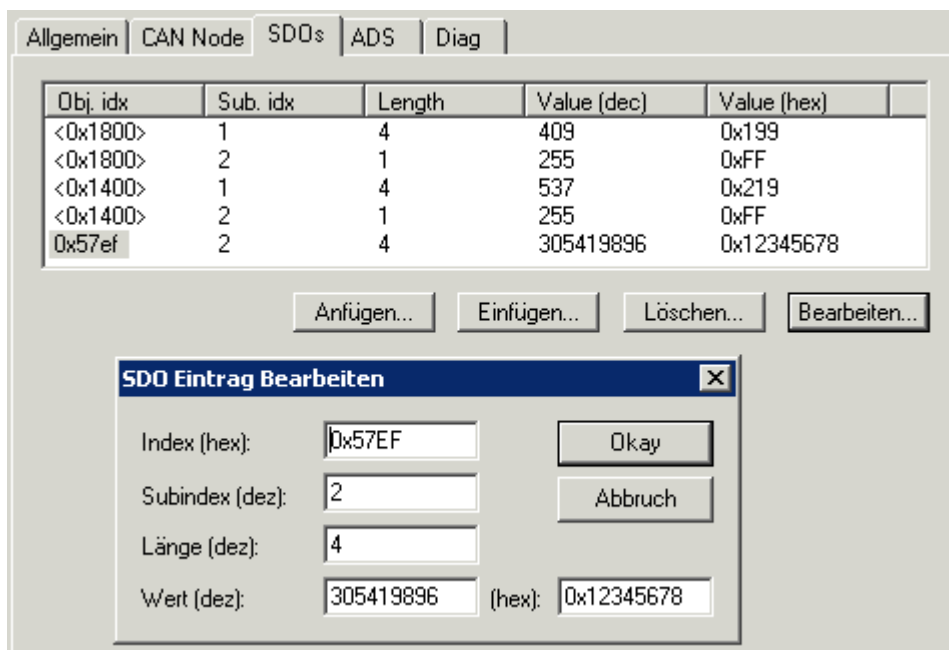 Allgemein CAN Node SDOs ADS Diag
Obj. idx Sub. idx Length Value (dec) Value (hex)
<0x1800> 1 4 409 0x199
<0x1800> 2 1 255 0xFF
<0x1400> 1 4 537 0x219
<0x1400> 2 1 255 0xFF
0x57ef 2 4 305419896 0x12345678
Anfügen... Einfügen... Löschen... Bearbeiten...
SDO Eintrag Bearbeiten
Index (hex): 0x57EF Okay
Subindex (dez): 2 Abbruch
Länge (dez): 4
Wert (dez): 305419896 (hex): 0x12345678